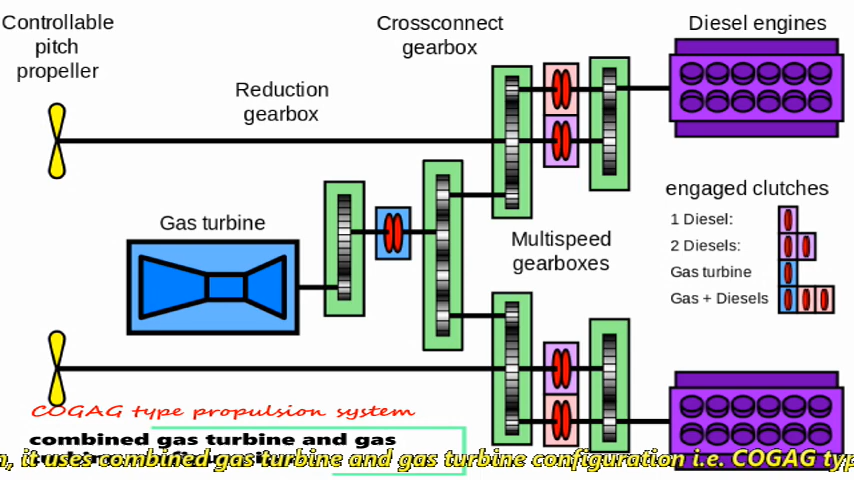 Controllable
pitch
propeller
Crossconnect
gearbox
Diesel engines
Reduction
gearbox
engaged clutches
1 Diesel:
2 Diesels:
Gas turbine
Gas + Diesels
Gas turbine
Multispeed
gearboxes
COGAG type propulsion system
combined gas turbine and gas
it uses combined gas turbine and gas turbine configuration i.e. COGAG